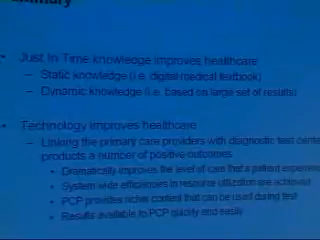 Just In Time knowledge improves healthcare
– Static knowledge (i.e. digital medical textbook)
– Dynamic knowledge (i.e. based on large set of results)
Technology improves healthcare
– Linking the primary care providers with diagnostic test
products a number of positive outcomes
• Dramatically improves the level of care that a patient
• System wide efficiencies in resource utilization are achieved
• PCP provides richer content that can be used during test
• Results available to PCP quickly and easily